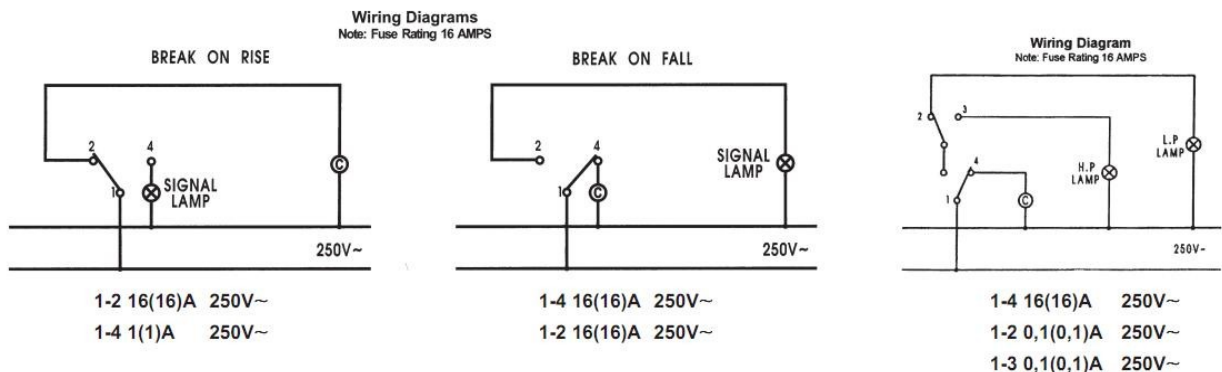 Wiring Diagrams
Note: Fuse Rating 16 AMPS
BREAK ON RISE
2
4
1
SIGNAL
LAMP
C
250V~
1-2 16(16)A 250V~
1-4 1(1)A 250V~
BREAK ON FALL
2
4
1
C
SIGNAL
LAMP
250V~
1-4 16(16)A 250V~
1-2 16(16)A 250V~
Wiring Diagram
Note: Fuse Rating 16 AMPS
2
3
4
1
C
H.P
LAMP
L.P
LAMP
250V-
1-4 16(16)A 250V~
1-2 0,1(0,1)A 250V~
1-3 0,1(0,1)A 250V~